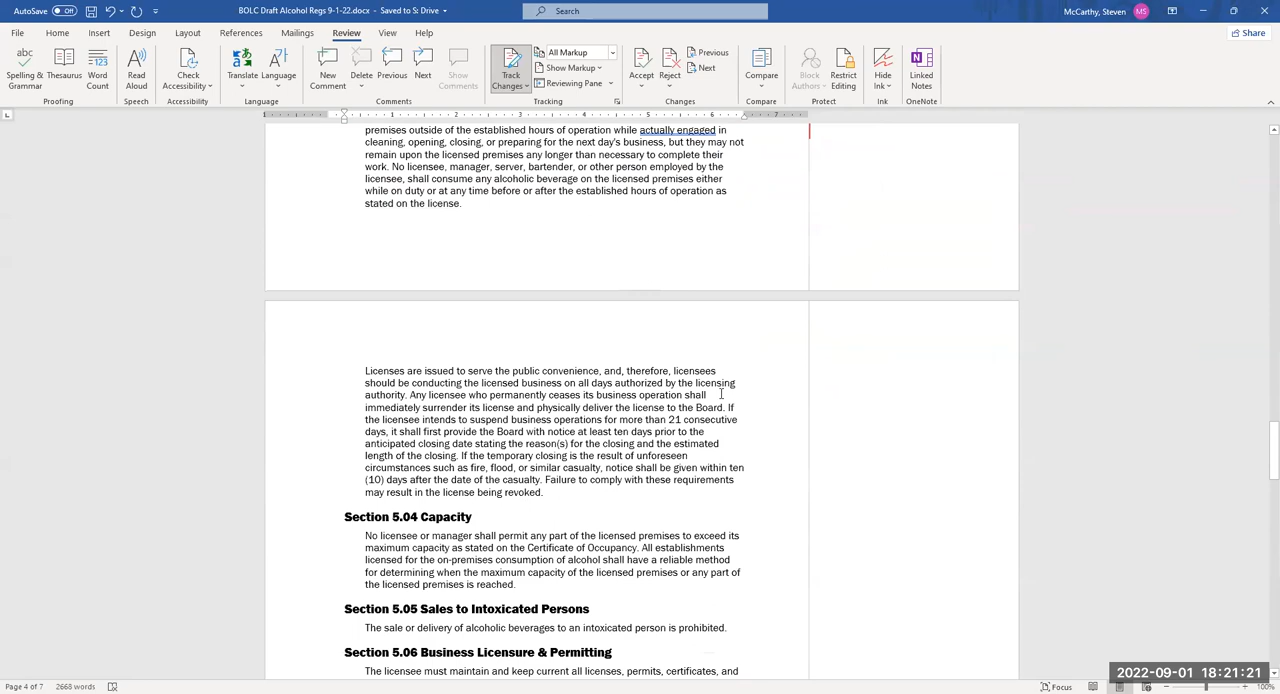 AutoSave Off BOLC Draft Alcohol Regs 9-1-22.docx - Saved to S: Drive Search McCarthy, Steven MS
File Home Insert Design Layout References Mailings Review View Help Share
abc
Spelling & Grammar Thesaurus Word Count Read Aloud Check Accessibility Translate Language New Comment Delete Previous Next Show Comments Track Changes All Markup Show Markup Reviewing Pane Accept Reject Previous Next Compare Block Authors Restrict Editing Hide Ink Linked Notes
Proofing Speech Accessibility Language Comments Tracking Changes Compare Protect Ink OneNote
1 1 2 3 4 5 6 7
premises outside of the established hours of operation while actually engaged in
cleaning, opening, closing, or preparing for the next day's business, but they may not
remain upon the licensed premises any longer than necessary to complete their
work. No licensee, manager, server, bartender, or other person employed by the
licensee, shall consume any alcoholic beverage on the licensed premises either
while on duty or at any time before or after the established hours of operation as
stated on the license.
Licenses are issued to serve the public convenience, and, therefore, licensees
should be conducting the licensed business on all days authorized by the licensing
authority. Any licensee who permanently ceases its business operation shall
immediately surrender its license and physically deliver the license to the Board. If
the licensee intends to suspend business operations for more than 21 consecutive
days, it shall first provide the Board with notice at least ten days prior to the
anticipated closing date stating the reason(s) for the closing and the estimated
length of the closing. If the temporary closing is the result of unforeseen
circumstances such as fire, flood, or similar casualty, notice shall be given within ten
(10) days after the date of the casualty. Failure to comply with these requirements
may result in the license being revoked.
Section 5.04 Capacity
No licensee or manager shall permit any part of the licensed premises to exceed its
maximum capacity as stated on the Certificate of Occupancy. All establishments
licensed for the on-premises consumption of alcohol shall have a reliable method
for determining when the maximum capacity of the licensed premises or any part of
the licensed premises is reached.
Section 5.05 Sales to Intoxicated Persons
The sale or delivery of alcoholic beverages to an intoxicated person is prohibited.
Section 5.06 Business Licensure & Permitting
The licensee must maintain and keep current all licenses, permits, certificates, and
2022-09-01 18:21:21
Page 4 of 7 2668 words Focus 100%